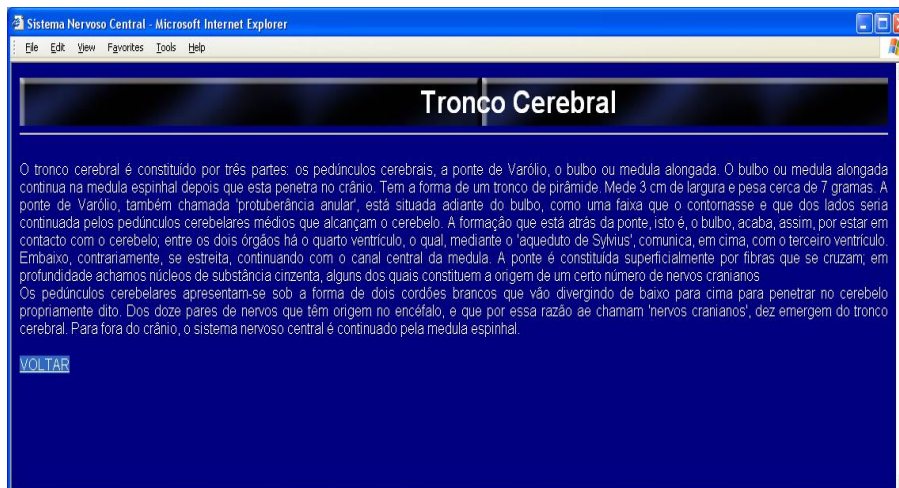 Sistema Nervoso Central - Microsoft Internet Explorer
File Edit View Favorites Tools Help
Tronco Cerebral
O tronco cerebral é constituído por três partes: os pedúnculos cerebrais, a ponte de Varólio, o bulbo ou medula alongada. O bulbo ou medula alongada
continua na medula espinhal depois que esta penetra no crânio. Tem a forma de um tronco de pirâmide. Mede 3 cm de largura e pesa cerca de 7 gramas. A
ponte de Varólio, também chamada 'protuberância anular', está situada adiante do bulbo, como uma faixa que o contornasse e que dos lados seria
continuada pelos pedúnculos cerebelares médios que alcançam o cerebelo. A formação que está atrás da ponte, isto é, o bulbo, acaba, assim, por estar em
contacto com o cerebelo; entre os dois órgãos há o quarto ventrículo, o qual, mediante o 'aqueduto de Sylvius', comunica, em cima, com o terceiro ventrículo.
Embaixo, contrariamente, se estreita, continuando com o canal central da medula. A ponte é constituída superficialmente por fibras que se cruzam; em
profundidade achamos núcleos de substância cinzenta, alguns dos quais constituem a origem de um certo número de nervos cranianos
Os pedúnculos cerebelares apresentam-se sob a forma de dois cordões brancos que vão divergindo de baixo para cima para penetrar no cerebelo
propriamente dito. Dos doze pares de nervos que têm origem no encéfalo, e que por essa razão ae chamam 'nervos cranianos', dez emergem do tronco
cerebral. Para fora do crânio, o sistema nervoso central é continuado pela medula espinhal.
VOLTAR